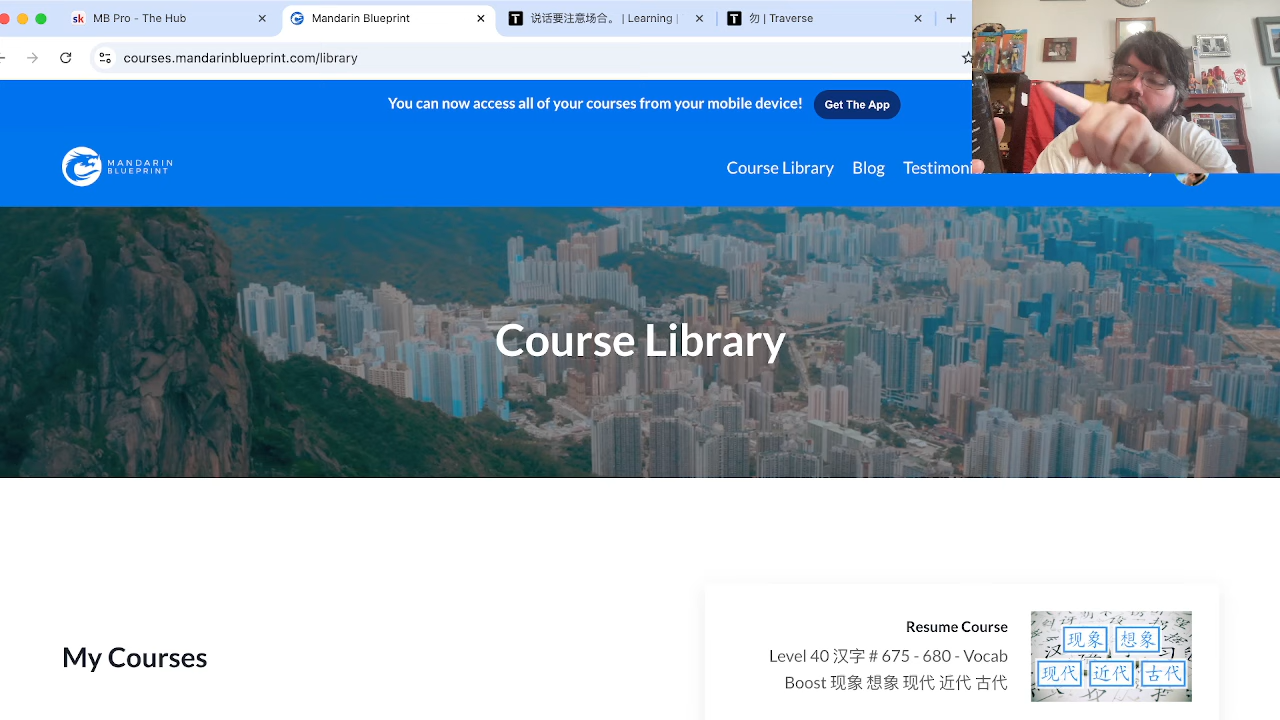 sk MB Pro - The Hub
Mandarin Blueprint
T 说话要注意场合。 | Learning |
T 勿 | Traverse
courses.mandarinblueprint.com/library
You can now access all of your courses from your mobile device!
Get The App
MANDARIN
BLUEPRINT
Course Library
Blog
Testimoni
Course Library
My Courses
Resume Course
Level 40 汉字 # 675 - 680 - Vocab
Boost 现象 想象 现代 近代 古代
现象 想象
现代 近代 古代